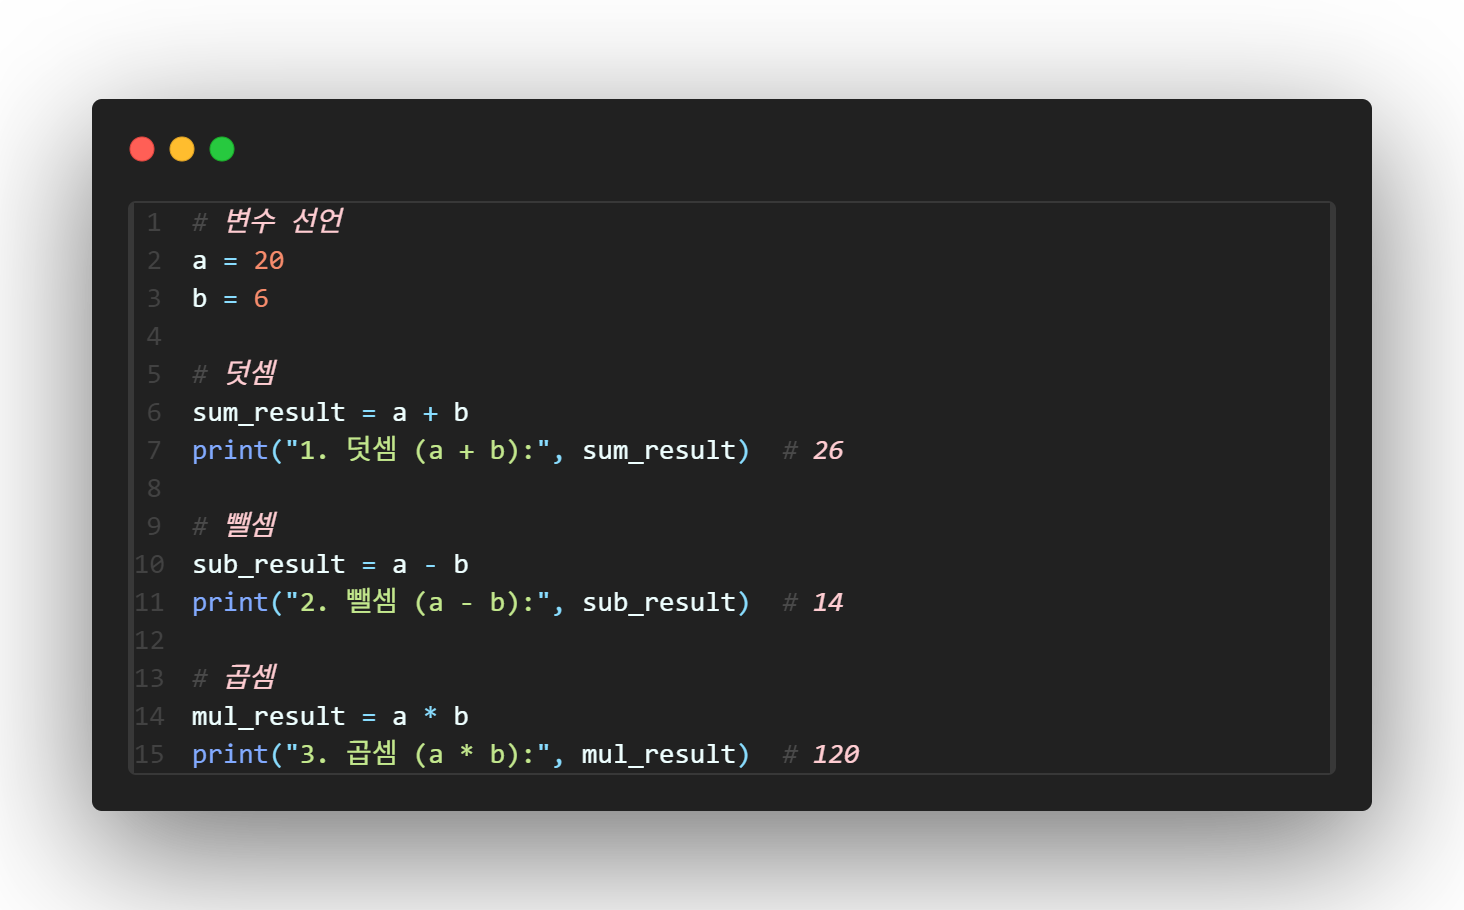 1 # 변수 선언
2 a = 20
3 b = 6
4
5 # 덧셈
6 sum_result = a + b
7 print("1. 덧셈 (a + b):", sum_result)  # 26
8
9 # 뺄셈
10 sub_result = a - b
11 print("2. 뺄셈 (a - b):", sub_result)  # 14
12
13 # 곱셈
14 mul_result = a * b
15 print("3. 곱셈 (a * b):", mul_result)  # 120